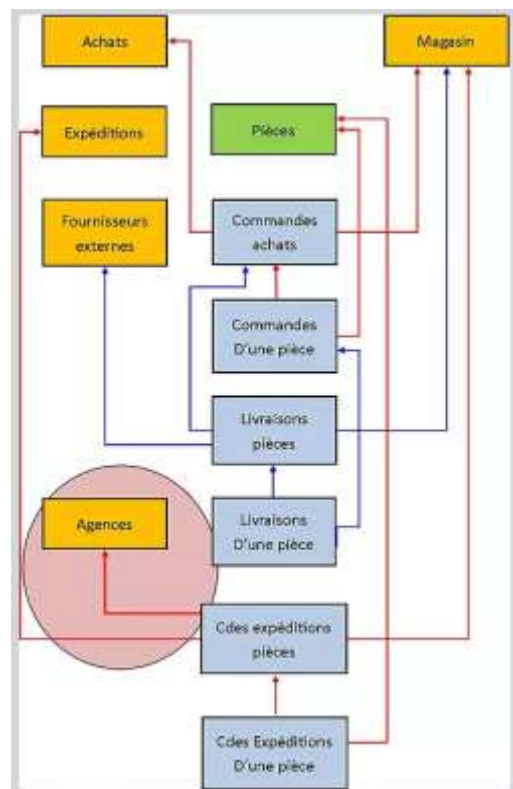 Achats
Magasin
Expéditions
Pièces
Fournisseurs
externes
Commandes
achats
Commandes
D'une pièce
Livraisons
pièces
Agences
Livraisons
D'une pièce
Cdes expéditions
pièces
Cdes Expéditions
D'une pièce